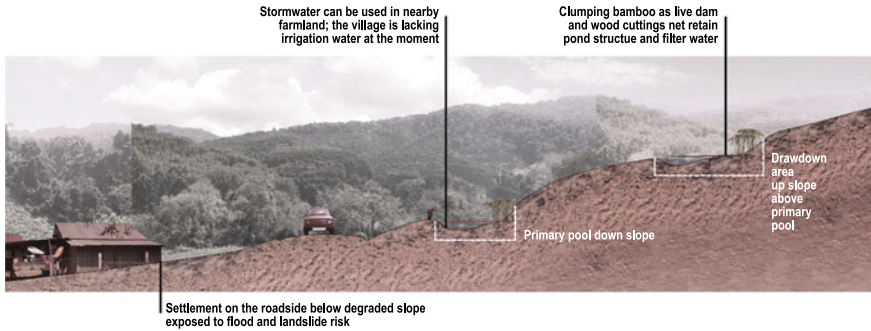 Stormwater can be used in nearby
farmland; the village is lacking
irrigation water at the moment
Clumping bamboo as live dam
and wood cuttings net retain
pond structue and filter water
Drawdown
area
up slope
above
primary
pool
Primary pool down slope
Settlement on the roadside below degraded slope
exposed to flood and landslide risk